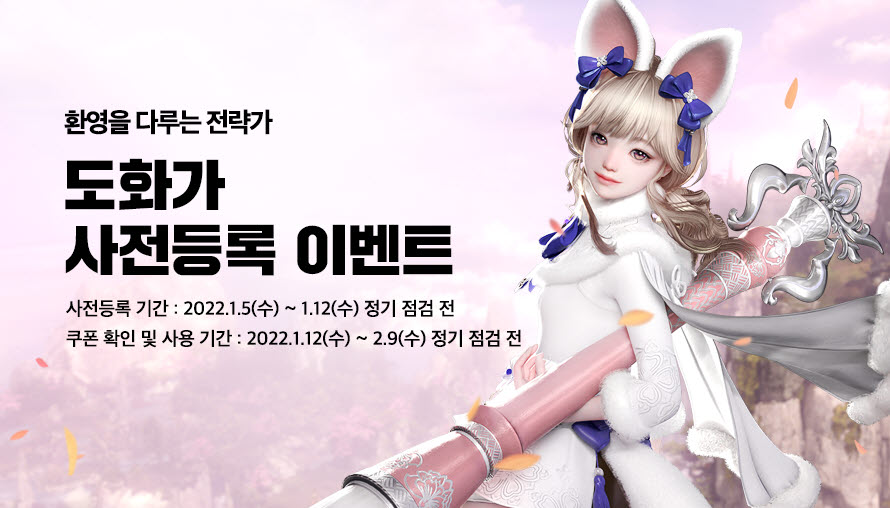 환영을 다루는 전략가
도화가
사전등록 이벤트
사전등록 기간 : 2022.1.5(수) ~ 1.12(수) 정기 점검 전
쿠폰 확인 및 사용 기간 : 2022.1.12(수) ~ 2.9(수) 정기 점검 전